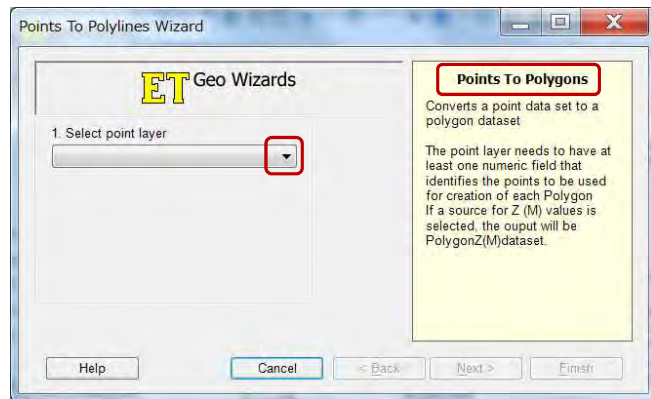 Points To Polylines Wizard
ET Geo Wizards
1. Select point layer
Points To Polygons
Converts a point data set to a
polygon dataset
The point layer needs to have at
least one numeric field that
identifies the points to be used
for creation of each Polygon
If a source for Z (M) values is
selected, the ouput will be
PolygonZ(M)dataset.
Help
Cancel
< Back
Next >
Finish